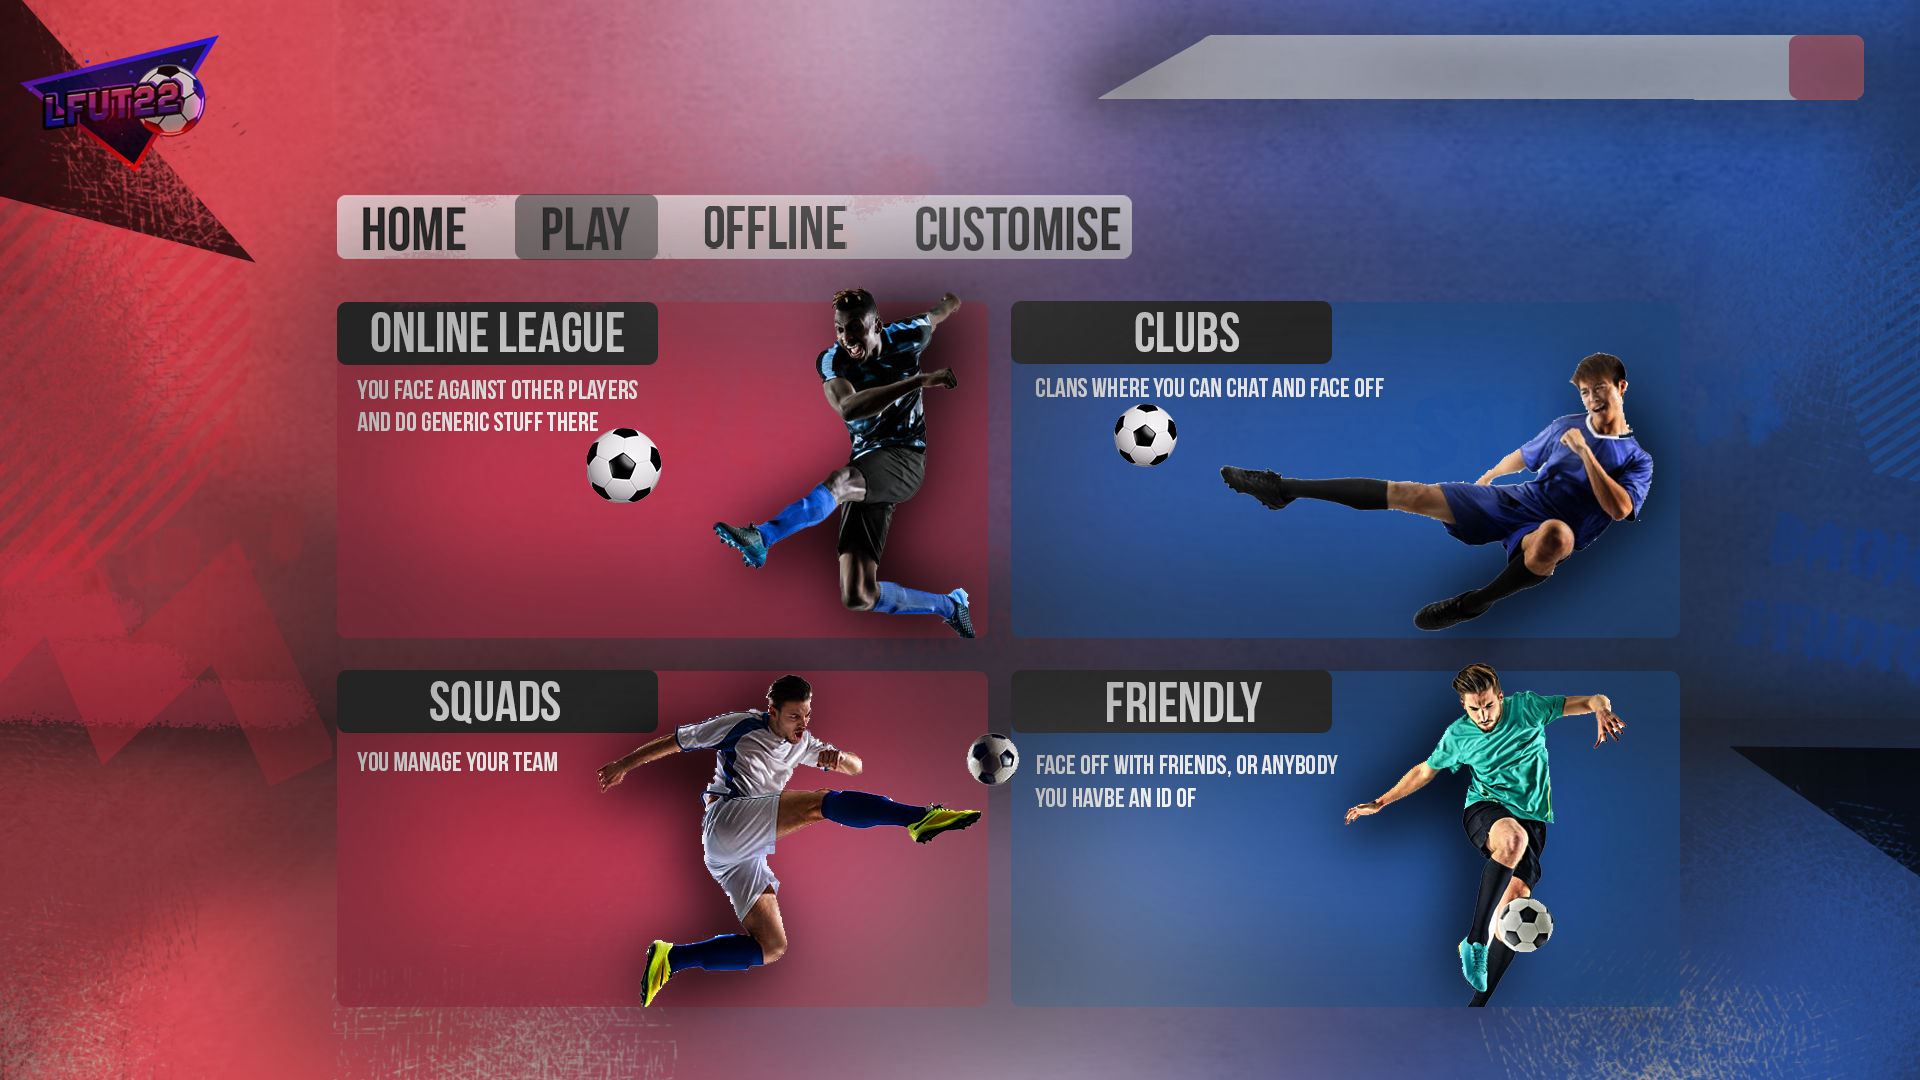 LFUT22
HOME PLAY OFFLINE CUSTOMISE
ONLINE LEAGUE
YOU FACE AGAINST OTHER PLAYERS
AND DO GENERIC STUFF THERE
CLUBS
CLANS WHERE YOU CAN CHAT AND FACE OFF
SQUADS
YOU MANAGE YOUR TEAM
FRIENDLY
FACE OFF WITH FRIENDS, OR ANYBODY
YOU HAVBE AN ID OF